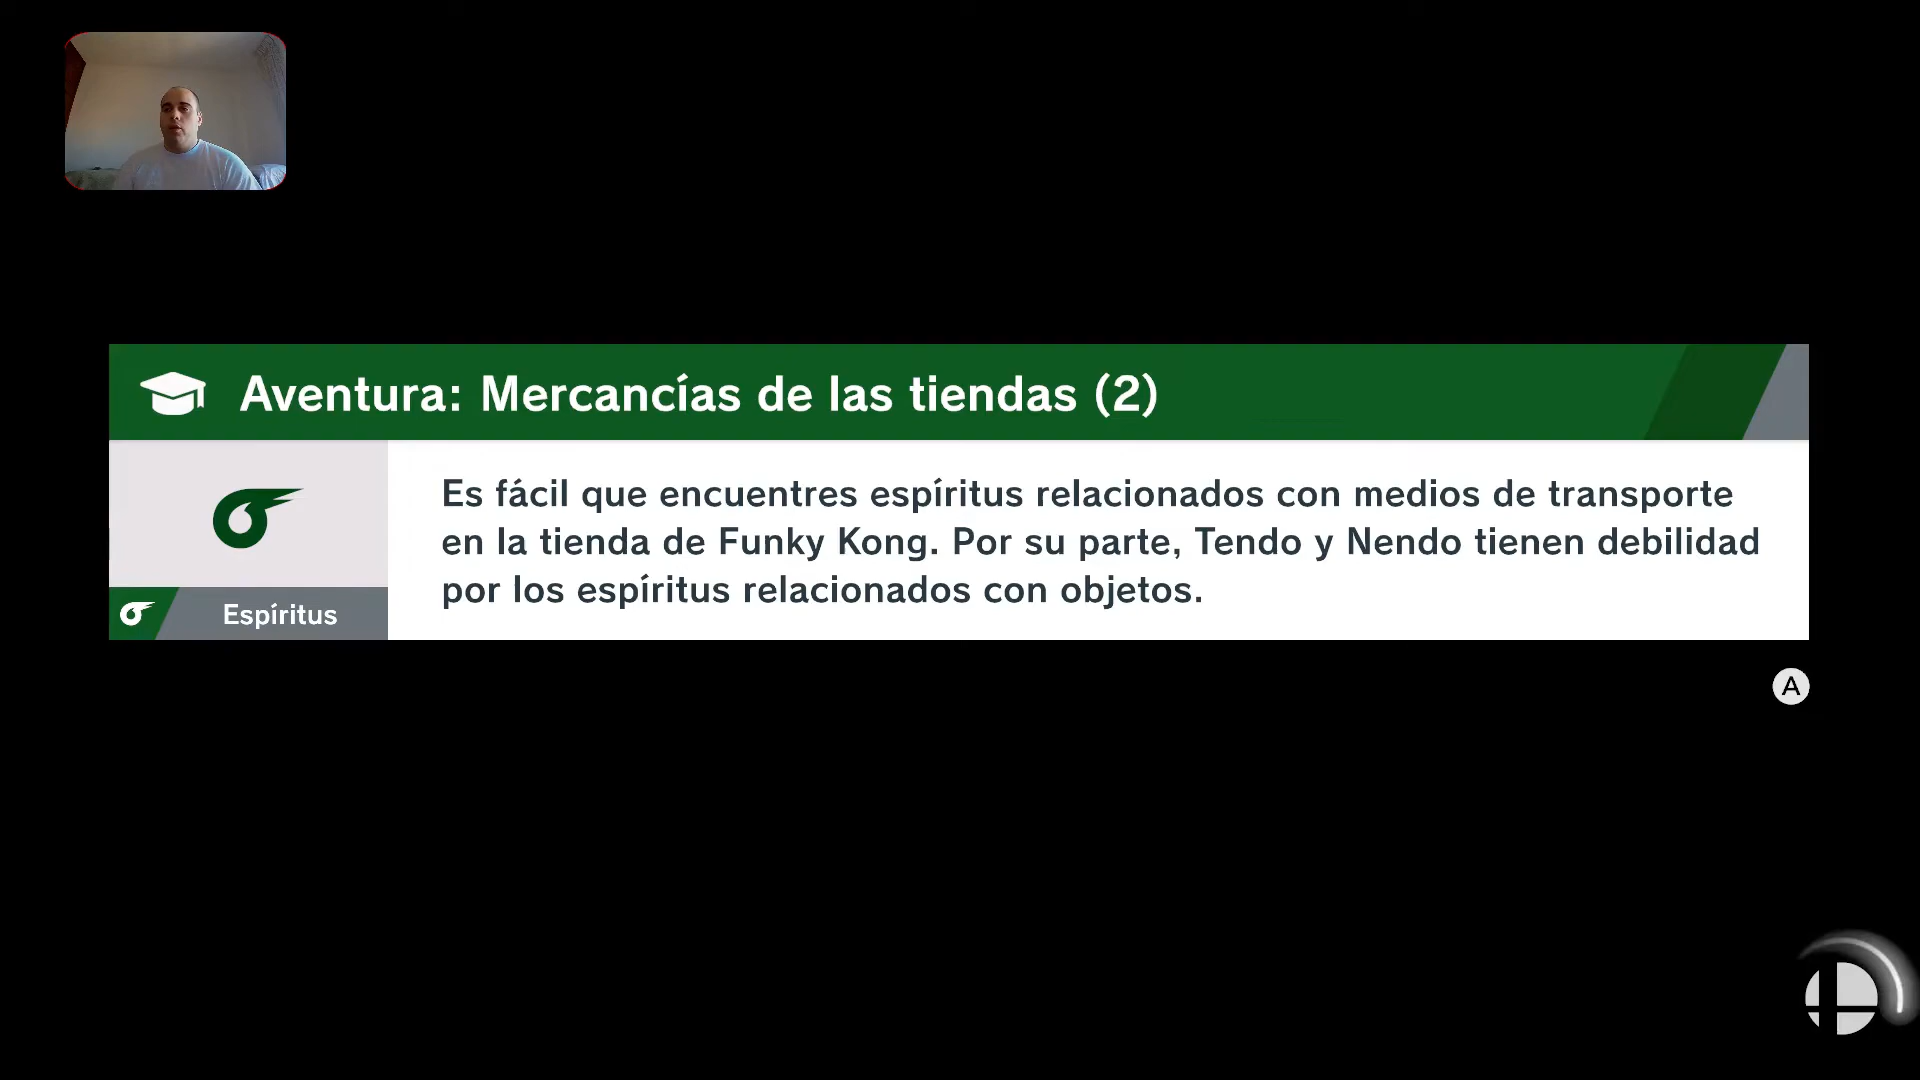 Aventura: Mercancías de las tiendas (2)
Es fácil que encuentres espíritus relacionados con medios de transporte
en la tienda de Funky Kong. Por su parte, Tendo y Nendo tienen debilidad
por los espíritus relacionados con objetos.
Espíritus
A